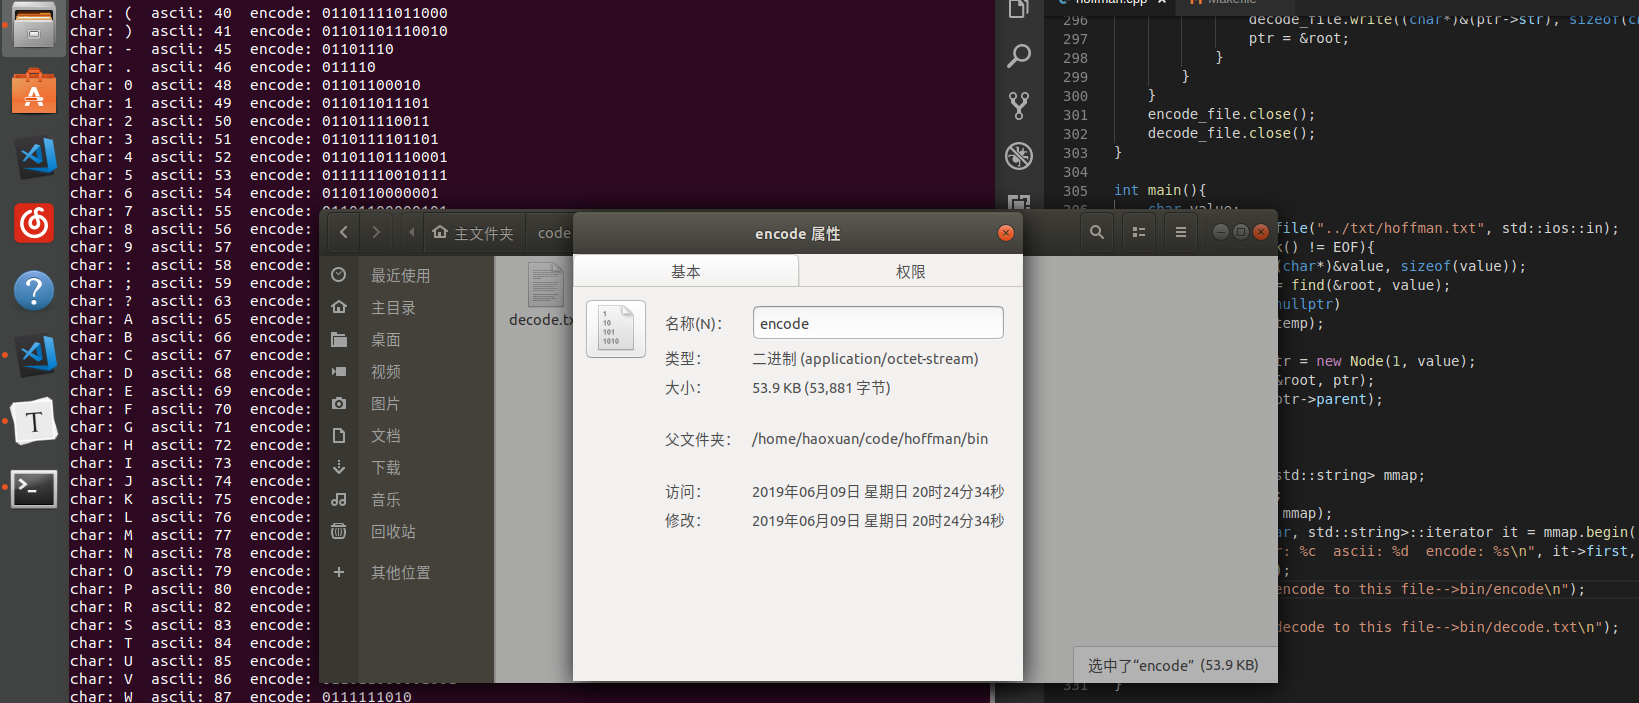 char: (  ascii: 40  encode: 01101111011000
char: )  ascii: 41  encode: 01101101110010
char: -  ascii: 45  encode: 01101110
char: .  ascii: 46  encode: 011110
char: 0  ascii: 48  encode: 01101100010
char: 1  ascii: 49  encode: 011011011101
char: 2  ascii: 50  encode: 011011110011
char: 3  ascii: 51  encode: 0110111101101
char: 4  ascii: 52  encode: 01101101110001
char: 5  ascii: 53  encode: 01111110010111
char: 6  ascii: 54  encode: 0110110000001
char: 7  ascii: 55  encode:
char: 8  ascii: 56  encode:
char: 9  ascii: 57  encode:
char: :  ascii: 58  encode:
char: ;  ascii: 59  encode:
char: ?  ascii: 63  encode:
char: A  ascii: 65  encode:
char: B  ascii: 66  encode:
char: C  ascii: 67  encode:
char: D  ascii: 68  encode:
char: E  ascii: 69  encode:
char: F  ascii: 70  encode:
char: G  ascii: 71  encode:
char: H  ascii: 72  encode:
char: I  ascii: 73  encode:
char: J  ascii: 74  encode:
char: K  ascii: 75  encode:
char: L  ascii: 76  encode:
char: M  ascii: 77  encode:
char: N  ascii: 78  encode:
char: O  ascii: 79  encode:
char: P  ascii: 80  encode:
char: R  ascii: 82  encode:
char: S  ascii: 83  encode:
char: T  ascii: 84  encode:
char: U  ascii: 85  encode:
char: V  ascii: 86  encode:
char: W  ascii: 87  encode: 0111111010
主文件夹
code
最近使用
主目录
桌面
视频
图片
文档
下载
音乐
回收站
其他位置
decode.tx
encode 属性
基本
权限
1
10
101
1010
名称(N)：
encode
类型：
二进制 (application/octet-stream)
大小：
53.9 KB (53,881 字节)
父文件夹：
/home/haoxuan/code/hoffman/bin
访问：
2019年06月09日 星期日 20时24分34秒
修改：
2019年06月09日 星期日 20时24分34秒
选中了“encode” (53.9 KB)
hoffman.cpp
Makefile
296 decode_file.write((char*)&(ptr->str), sizeof(c
297 ptr = &root;
298 }
299 }
300 }
301 encode_file.close();
302 decode_file.close();
303 }
304
305 int main(){
char value;
file("../txt/hoffman.txt", std::ios::in);
k() != EOF){
(char*)&value, sizeof(value));
= find(&root, value);
nullptr)
temp);
tr = new Node(1, value);
&root, ptr);
ptr->parent);
std::string> mmap;
;
mmap);
ar, std::string>::iterator it = mmap.begin(
r: %c  ascii: %d  encode: %s\n", it->first,
);
encode to this file-->bin/encode\n");
decode to this file-->bin/decode.txt\n");
331 }